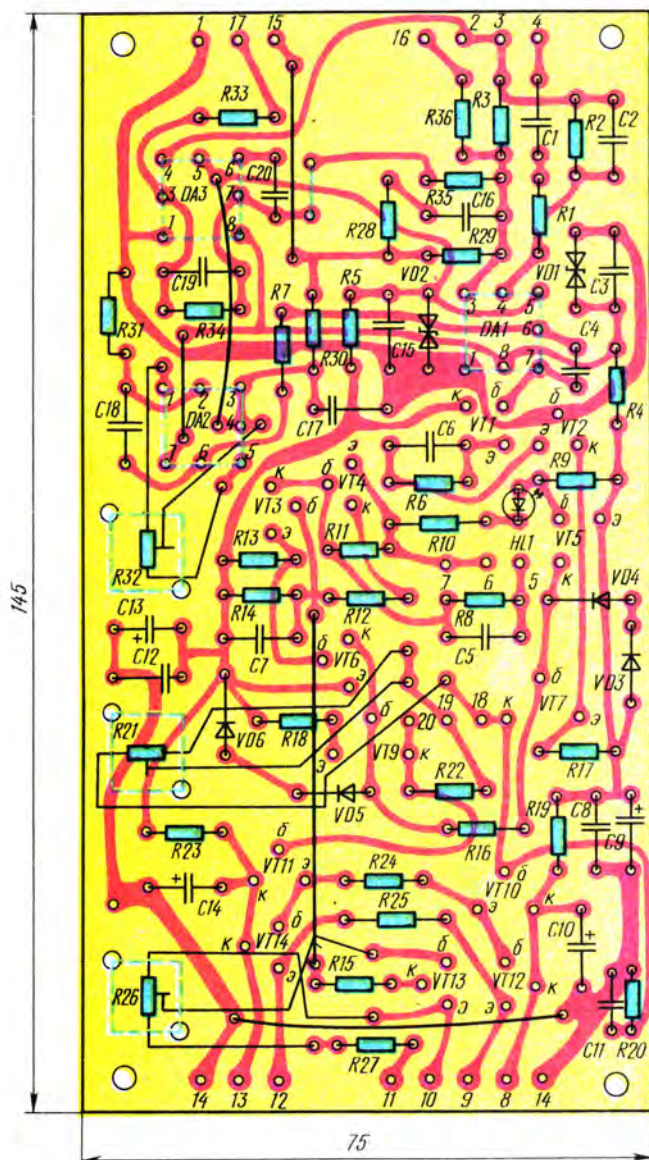 1 17 15 16 2 3 4
R33 R36 R3 C1 R2 C2
4 5 6 C20
3 DA3 7
1 8
R35 C16 R1
R28 R29
C19 VD2 VD1 C3
R31 R34 R7 R5 3 4 5
R30 C15 DA1 6 C4
1 8 7
R4
1 2 3
C18 DA2 4
7 6 5
C17 к б б
VT1 VT2
C6 э э к
э к VT4 R6 R9
VT3 б к HL1 б э
R32 R13 э R11 R10 VT5
7 6 5 к VD4
R14 R12 R8
C13 + C7 к C5
C12 VT6 б VD3
э б VT7
R21 VD6 R18 20 19 18 к э
VT9 к
э R17
VD5 R22
R23 R16 R19 C8 + C9
б VT11 э R24 б VT10
+ C14 к R25 э к C10 +
к VT14 б б
R26 э R15 к VT13 VT12 к
э э C11 R20
R27
14 13 12 11 10 9 8 14
145
75